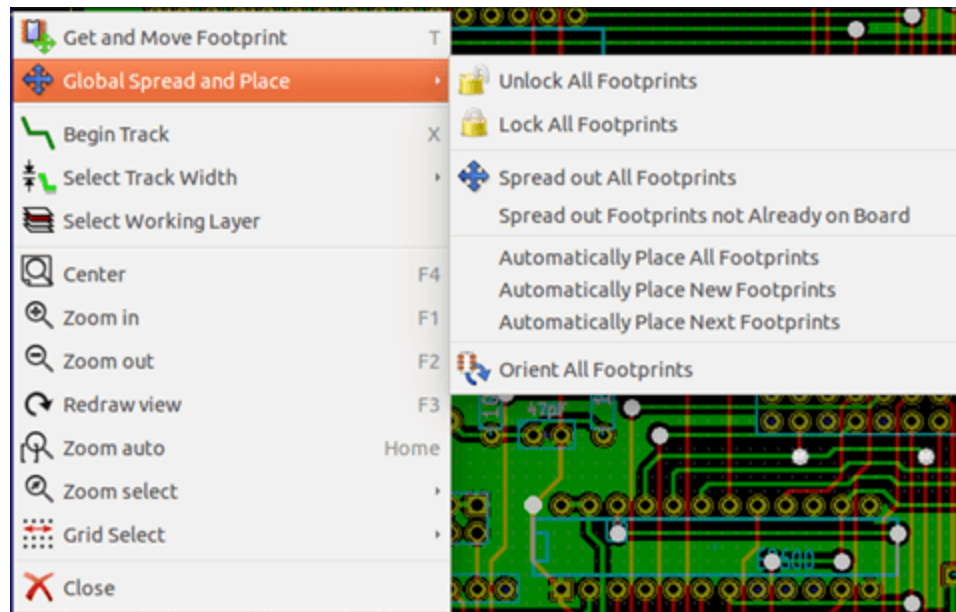 Get and Move Footprint T
Global Spread and Place
Begin Track X
Select Track Width
Select Working Layer
Center F4
Zoom in F1
Zoom out F2
Redraw view F3
Zoom auto Home
Zoom select
Grid Select
Close
Unlock All Footprints
Lock All Footprints
Spread out All Footprints
Spread out Footprints not Already on Board
Automatically Place All Footprints
Automatically Place New Footprints
Automatically Place Next Footprints
Orient All Footprints
47pF